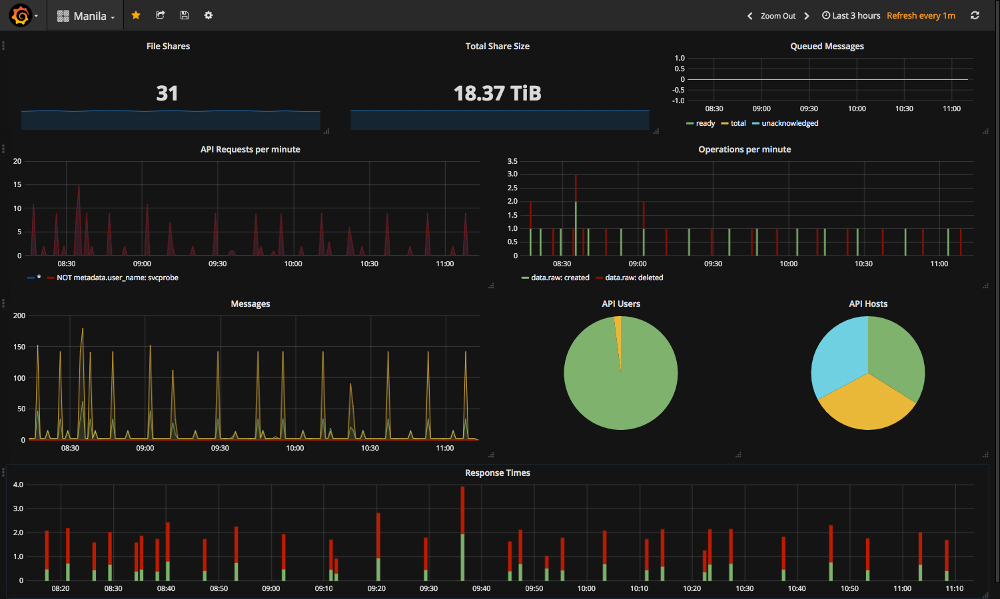 Manila
Zoom Out
Last 3 hours
Refresh every 1m
File Shares
31
Total Share Size
18.37 TiB
Queued Messages
1.0
0.5
0
-0.5
-1.0
08:30 09:00 09:30 10:00 10:30 11:00
ready total unacknowledged
API Requests per minute
20
15
10
5
0
08:30 09:00 09:30 10:00 10:30 11:00
* NOT metadata.user_name: svcprobe
Operations per minute
3.5
3.0
2.5
2.0
1.5
1.0
0.5
0
08:30 09:00 09:30 10:00 10:30 11:00
data.raw: created data.raw: deleted
Messages
200
150
100
50
0
08:30 09:00 09:30 10:00 10:30 11:00
API Users
API Hosts
Response Times
4.0
3.0
2.0
1.0
0
08:20 08:30 08:40 08:50 09:00 09:10 09:20 09:30 09:40 09:50 10:00 10:10 10:20 10:30 10:40 10:50 11:00 11:10